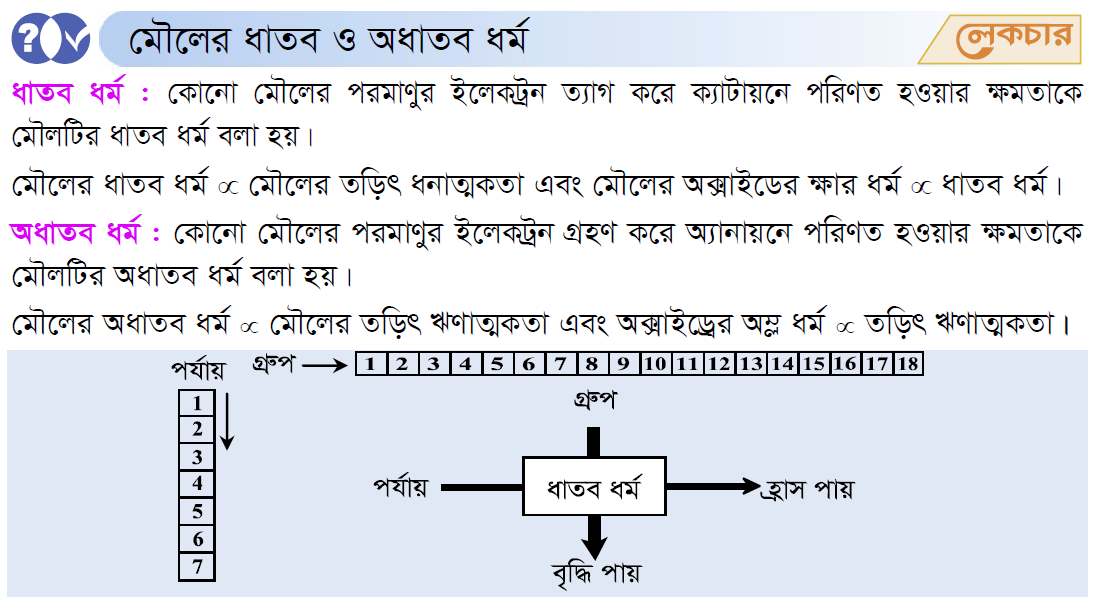 ?
মৌলের ধাতব ও অধাতব ধর্ম
লেকচার
ধাতব ধর্ম : কোনো মৌলের পরমাণুর ইলেকট্রন ত্যাগ করে ক্যাটায়নে পরিণত হওয়ার ক্ষমতাকে
মৌলটির ধাতব ধর্ম বলা হয়।
মৌলের ধাতব ধর্ম ∝ মৌলের তড়িৎ ধনাত্মকতা এবং মৌলের অক্সাইডের ক্ষার ধর্ম ∝ ধাতব ধর্ম।
অধাতব ধর্ম : কোনো মৌলের পরমাণুর ইলেকট্রন গ্রহণ করে অ্যানায়নে পরিণত হওয়ার ক্ষমতাকে
মৌলটির অধাতব ধর্ম বলা হয়।
মৌলের অধাতব ধর্ম ∝ মৌলের তড়িৎ ঋণাত্মকতা এবং অক্সাইড্রের অম্ল ধর্ম ∝ তড়িৎ ঋণাত্মকতা।
পর্যায়
গ্রুপ → 1 2 3 4 5 6 7 8 9 10 11 12 13 14 15 16 17 18
1
2
3
4
5
6
7
গ্রুপ
পর্যায়
ধাতব ধর্ম
হ্রাস পায়
বৃদ্ধি পায়